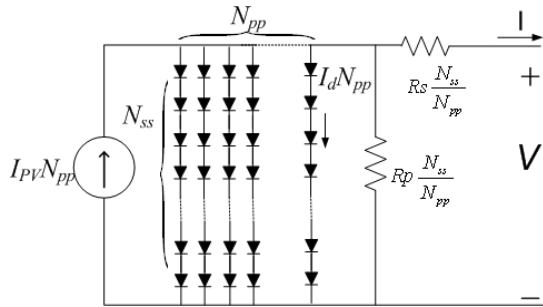 N_pp
I
I_d N_pp
Rs N_ss/N_pp
+
N_ss
V
I_PV N_pp
Rp N_ss/N_pp
−